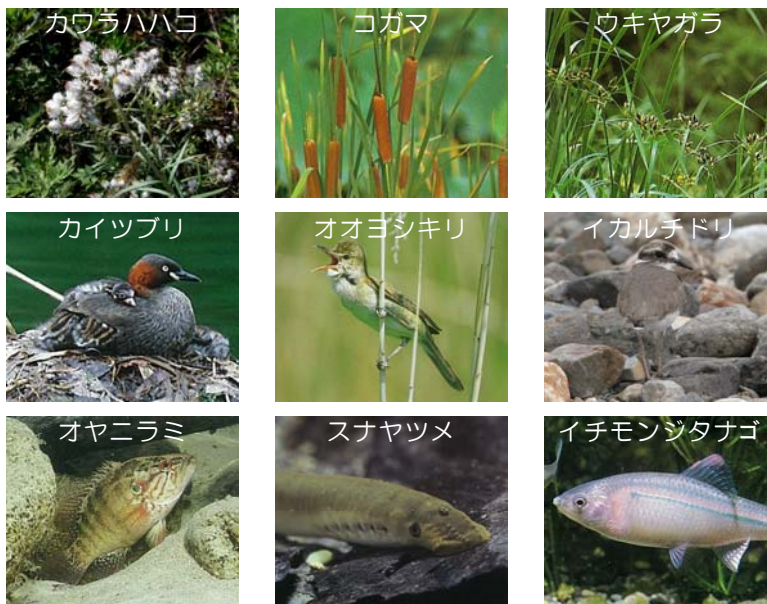 カワラハハコ
コガマ
ウキヤガラ
カイツブリ
オオヨシキリ
イカルチドリ
オヤニラミ
スナヤツメ
イチモンジタナゴ